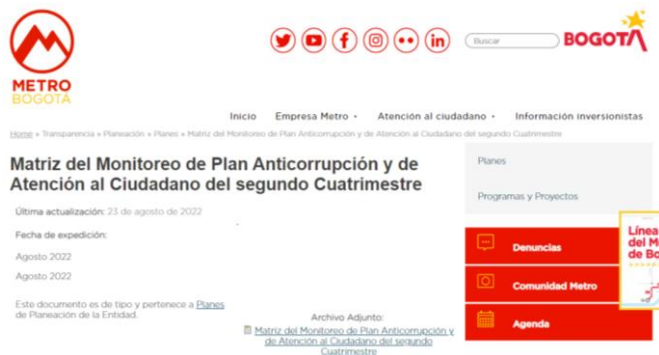 METRO
BOGOTÁ
Buscar
BOGOTÁ
Inicio Empresa Metro Atención al ciudadano Información inversionistas
Home » Transparencia » Planeación » Planes » Matriz del Monitoreo de Plan Anticorrupción y de Atención al Ciudadano del segundo Cuatrimestre
Matriz del Monitoreo de Plan Anticorrupción y de
Atención al Ciudadano del segundo Cuatrimestre
Última actualización: 23 de agosto de 2022
Fecha de expedición:
Agosto 2022
Agosto 2022
Este documento es de tipo y pertenece a Planes
de Planeación de la Entidad.
Archivo Adjunto:
Matriz del Monitoreo de Plan Anticorrupción y
de Atención al Ciudadano del segundo
Cuatrimestre
Planes
Programas y Proyectos
Denuncias
Comunidad Metro
Agenda
Línea
del M
de Bo